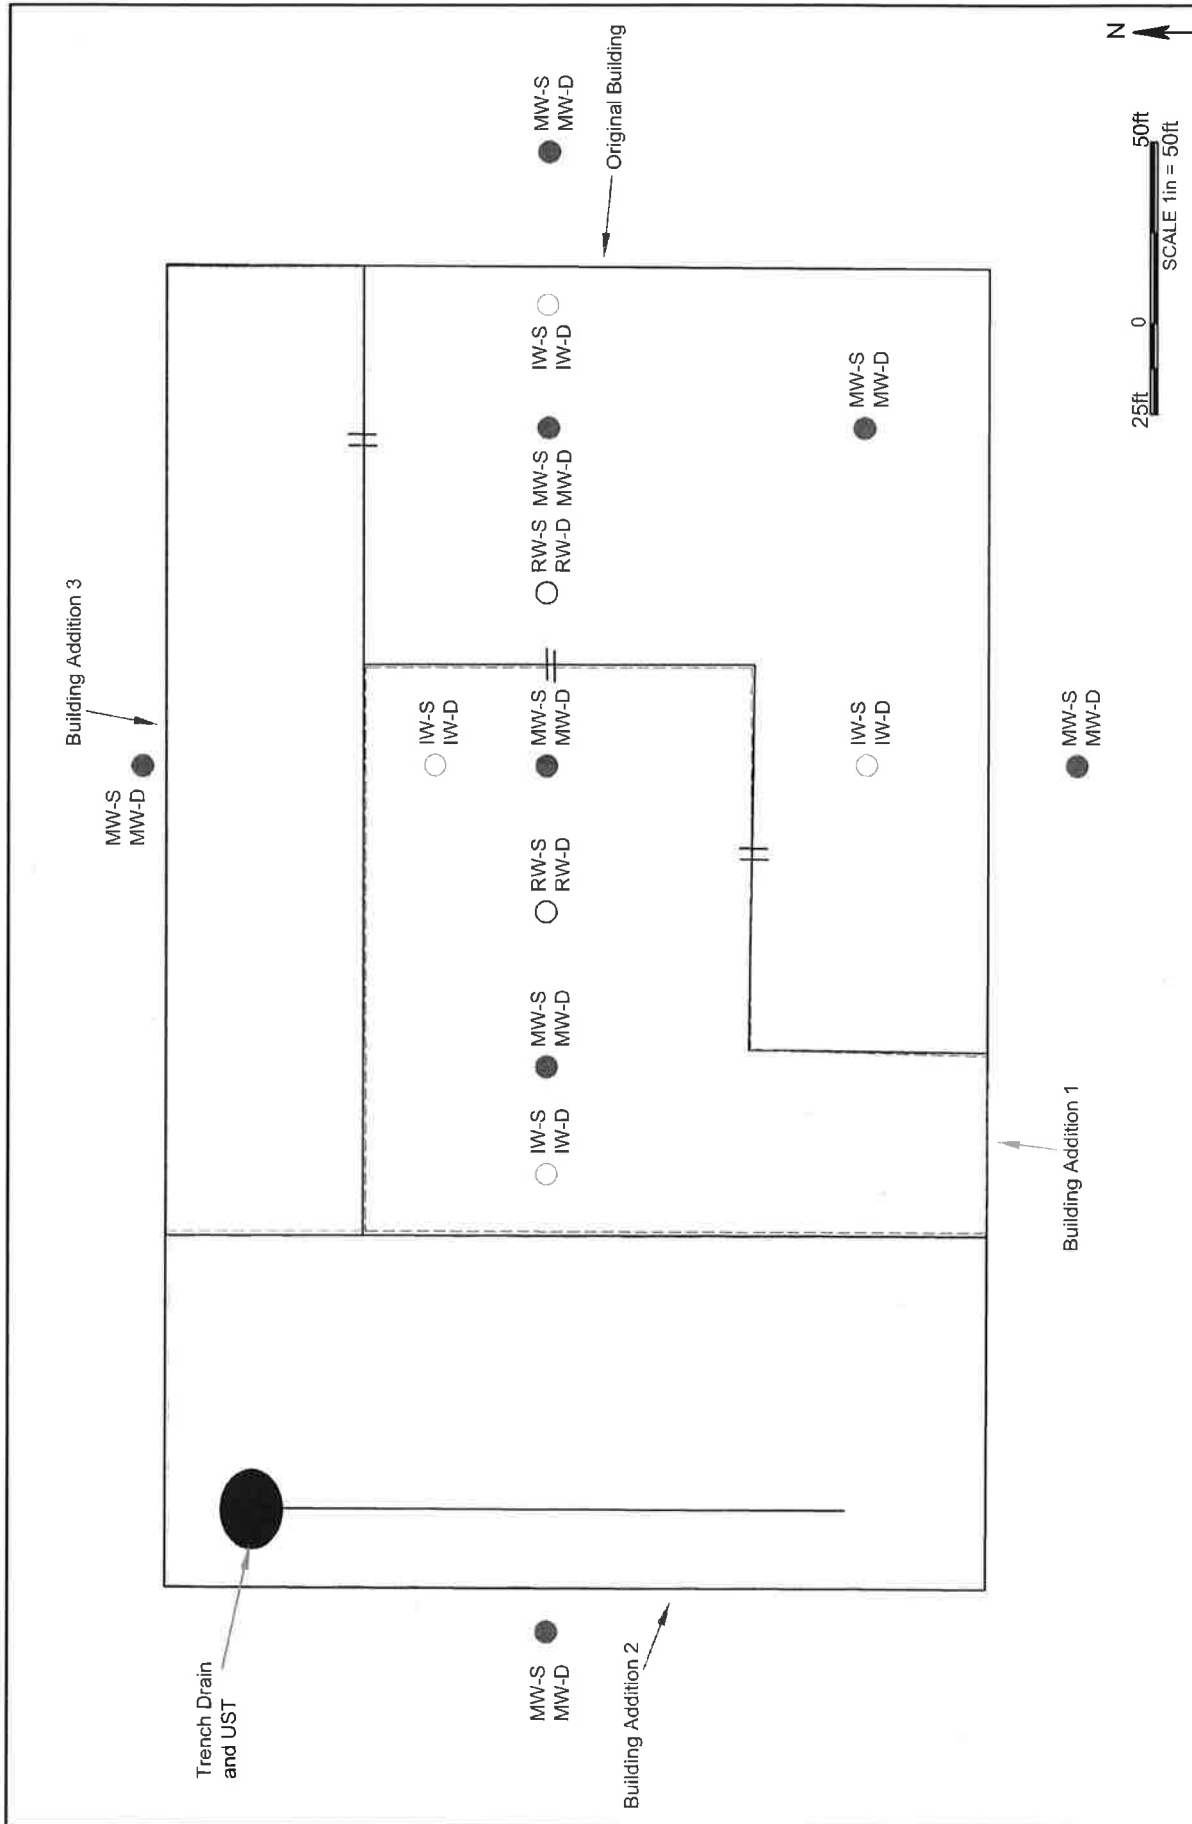 Trench Drain
and UST
MW-S
MW-D
Building Addition 3
MW-S
MW-D
Building Addition 2
IW-S
IW-D
MW-S
MW-D
RW-S
RW-D
MW-S
MW-D
IW-S
IW-D
RW-S
RW-D
MW-S
MW-D
IW-S
IW-D
MW-S
MW-D
Original Building
IW-S
IW-D
MW-S
MW-D
Building Addition 1
MW-S
MW-D
N
25ft
0
50ft
SCALE 1in = 50ft